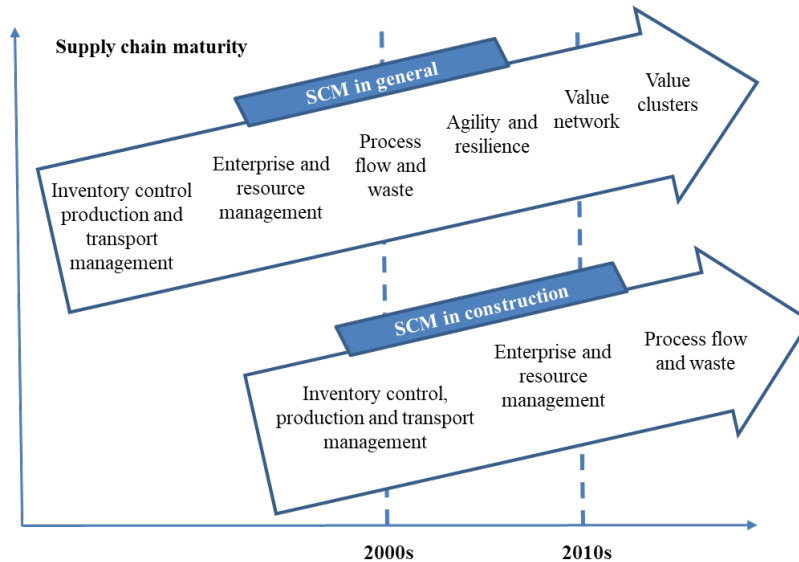 Supply chain maturity
SCM in general
Inventory control
production and
transport
management
Enterprise and
resource
management
Process
flow and
waste
Agility and
resilience
Value
network
Value
clusters
SCM in construction
Inventory control,
production and transport
management
Enterprise and
resource
management
Process flow
and waste
2000s
2010s